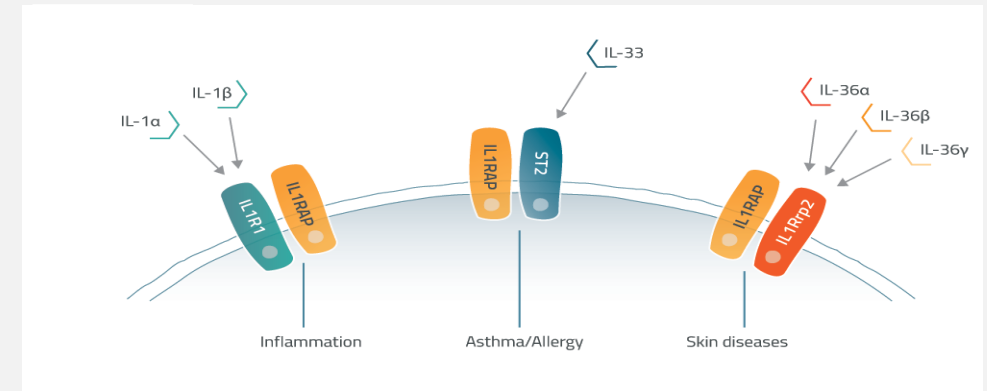 IL-33
IL-1β
IL-1α
IL-36α
IL-36β
IL-36γ
IL1R1
IL1RAP
IL1RAP
ST2
IL1RAP
IL1Rrp2
Inflammation
Asthma/Allergy
Skin diseases